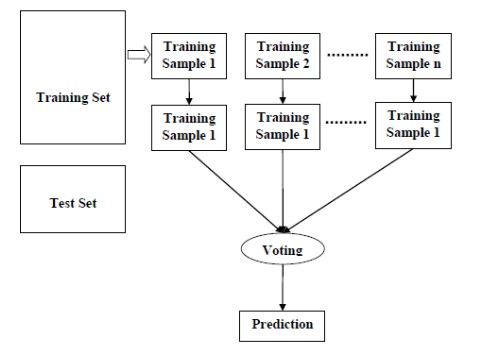 Training Set
Training
Sample 1
Training
Sample 2
.........
Training
Sample n
Training
Sample 1
Training
Sample 1
.........
Training
Sample 1
Test Set
Voting
Prediction